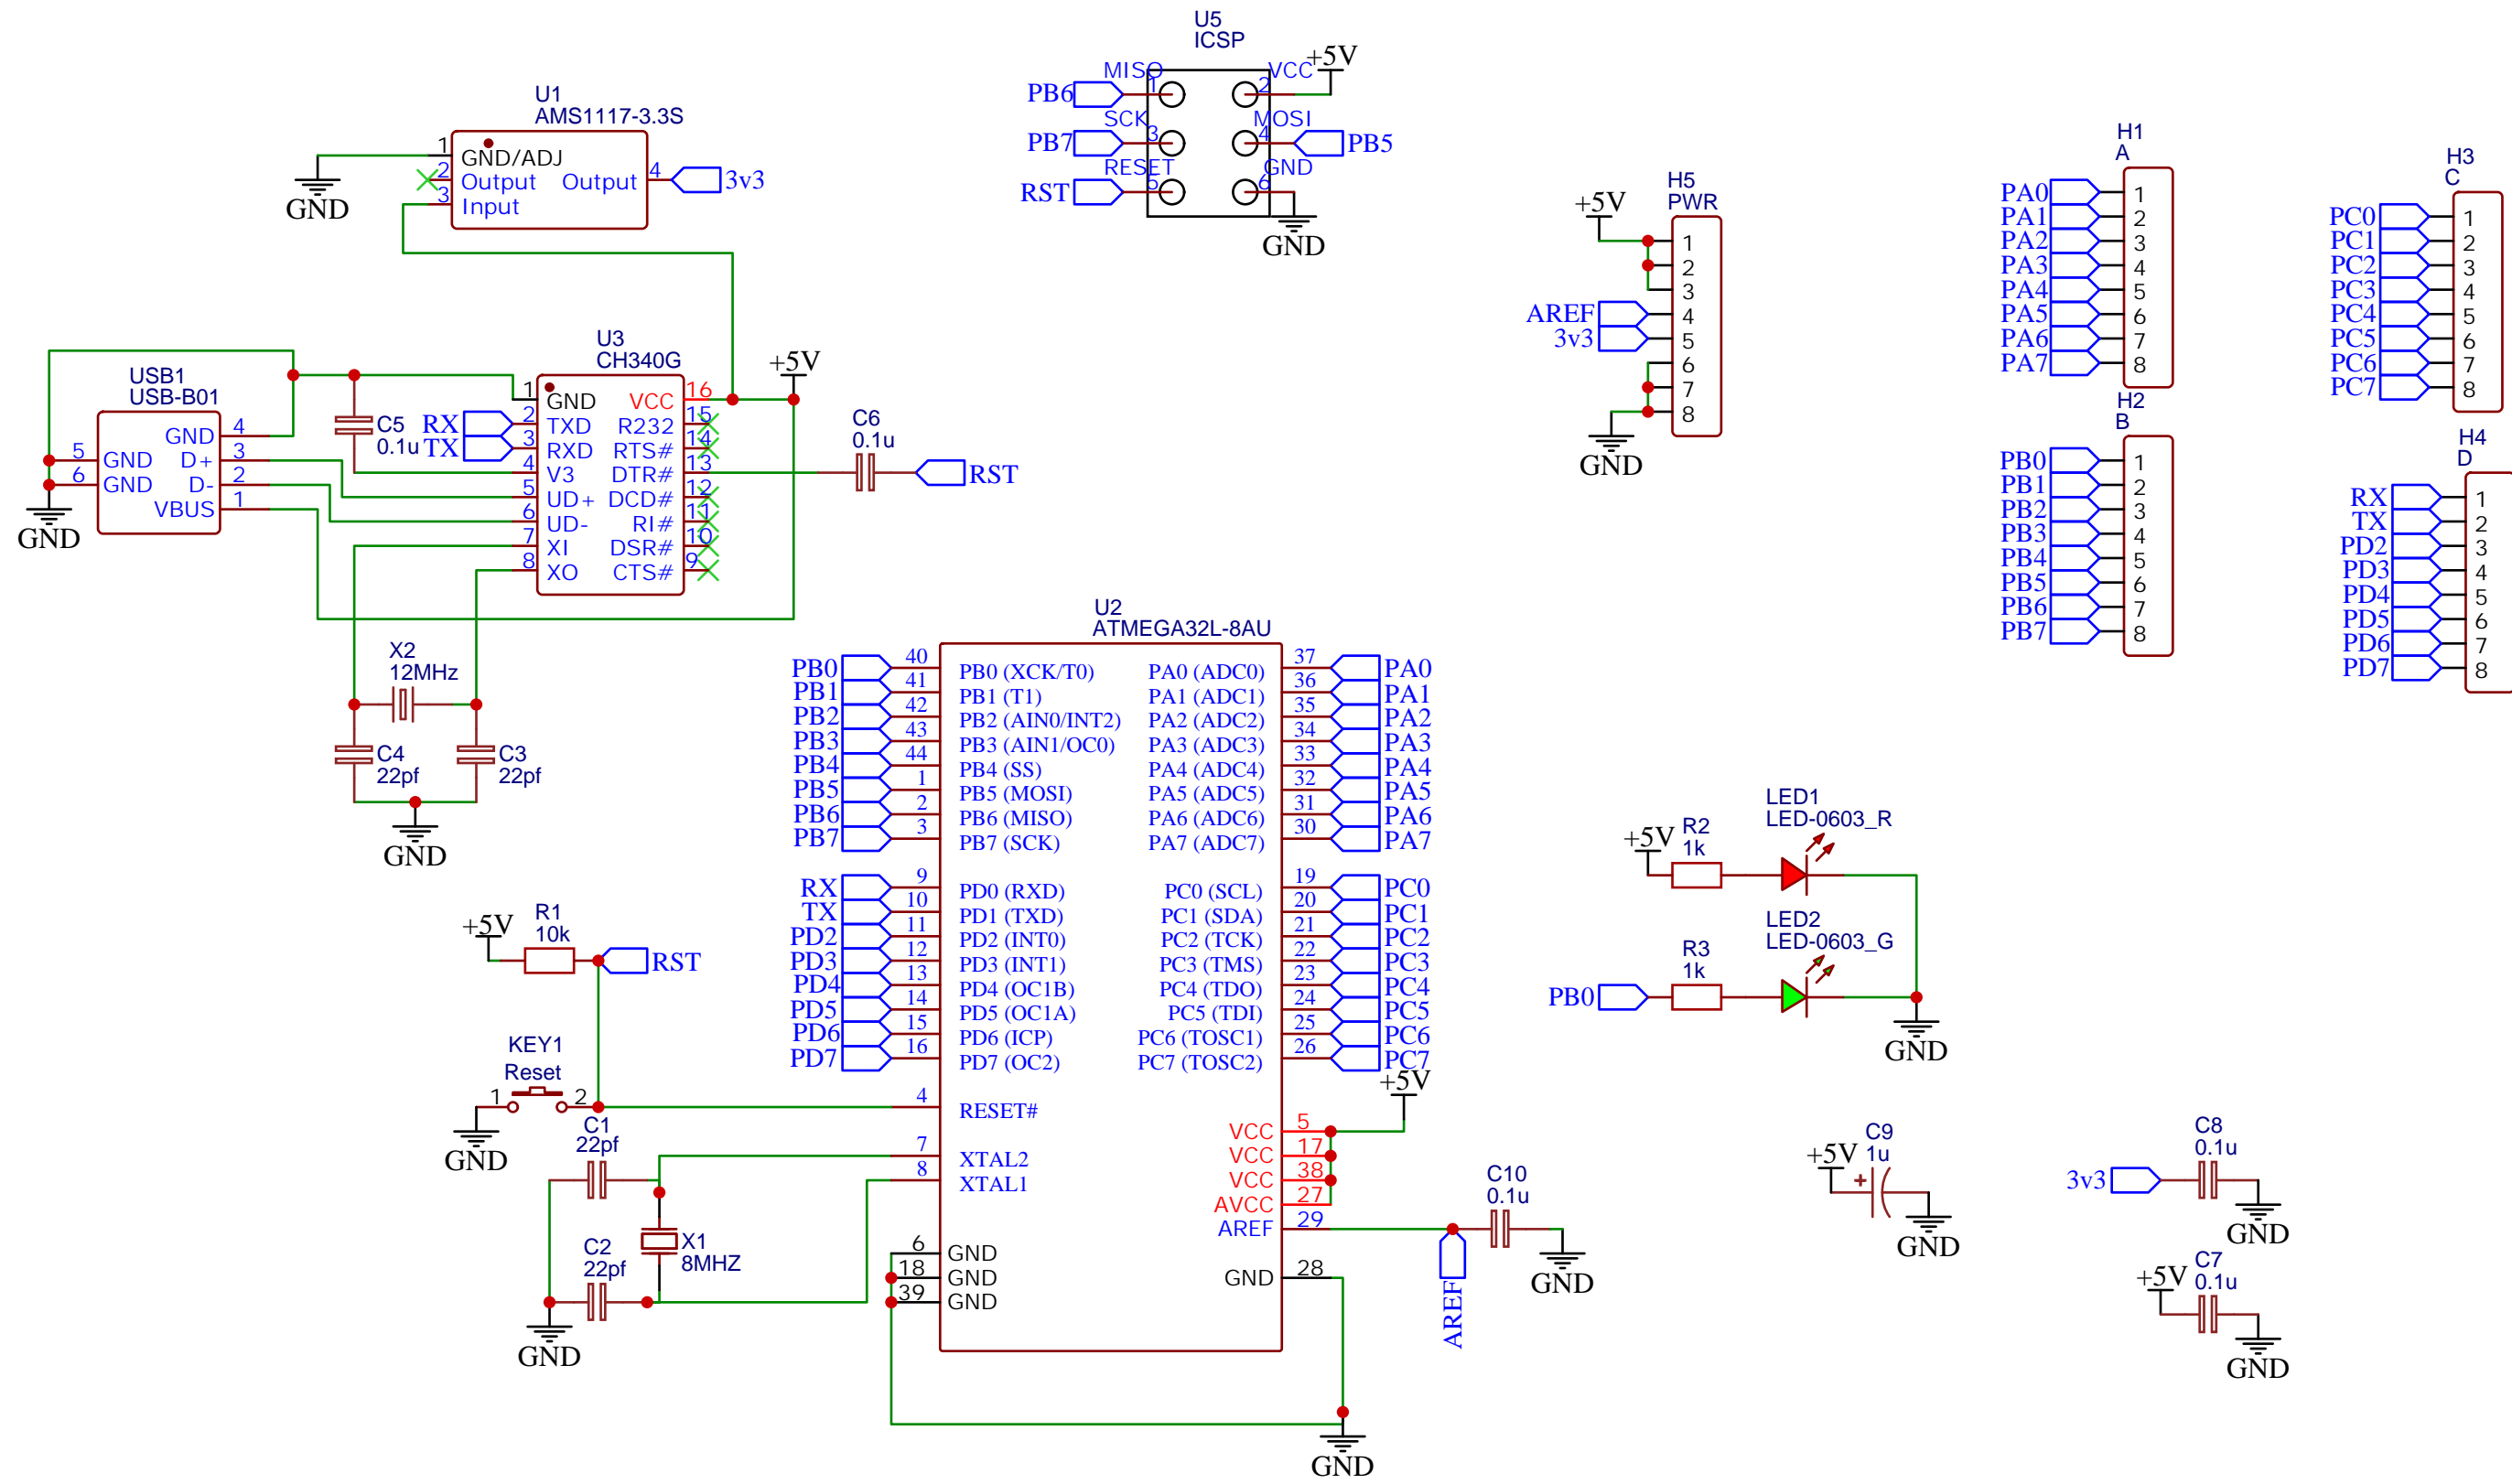 U5
ICSP
MISO
VCC
+5V
PB6
1
2
SCK
MOSI
PB7
3
4
PB5
RESET
GND
RST
5
6
GND
U1
AMS1117-3.3S
1
GND/ADJ
2
Output
Output
4
3v3
3
Input
GND
U3
CH340G
+5V
1
GND
VCC
16
RX
2
TXD
R232
15
TX
3
RXD
RTS#
14
4
V3
DTR#
13
5
UD+
DCD#
12
6
UD-
RI#
11
7
XI
DSR#
10
8
XO
CTS#
9
C5
0.1u
C6
0.1u
RST
USB1
USB-B01
GND
4
5
GND
D+
3
6
GND
D-
2
VBUS
1
GND
X2
12MHz
C4
22pf
C3
22pf
GND
H5
PWR
+5V
1
2
3
AREF
4
3v3
5
6
7
8
GND
H1
A
PA0
1
PA1
2
PA2
3
PA3
4
PA4
5
PA5
6
PA6
7
PA7
8
H2
B
PB0
1
PB1
2
PB2
3
PB3
4
PB4
5
PB5
6
PB6
7
PB7
8
H3
C
PC0
1
PC1
2
PC2
3
PC3
4
PC4
5
PC5
6
PC6
7
PC7
8
H4
D
RX
1
TX
2
PD2
3
PD3
4
PD4
5
PD5
6
PD6
7
PD7
8
U2
ATMEGA32L-8AU
PB0
40
PB0 (XCK/T0)
PA0 (ADC0)
37
PA0
PB1
41
PB1 (T1)
PA1 (ADC1)
36
PA1
PB2
42
PB2 (AIN0/INT2)
PA2 (ADC2)
35
PA2
PB3
43
PB3 (AIN1/OC0)
PA3 (ADC3)
34
PA3
PB4
44
PB4 (SS)
PA4 (ADC4)
33
PA4
PB5
1
PB5 (MOSI)
PA5 (ADC5)
32
PA5
PB6
2
PB6 (MISO)
PA6 (ADC6)
31
PA6
PB7
3
PB7 (SCK)
PA7 (ADC7)
30
PA7
RX
9
PD0 (RXD)
PC0 (SCL)
19
PC0
TX
10
PD1 (TXD)
PC1 (SDA)
20
PC1
PD2
11
PD2 (INT0)
PC2 (TCK)
21
PC2
PD3
12
PD3 (INT1)
PC3 (TMS)
22
PC3
PD4
13
PD4 (OC1B)
PC4 (TDO)
23
PC4
PD5
14
PD5 (OC1A)
PC5 (TDI)
24
PC5
PD6
15
PD6 (ICP)
PC6 (TOSC1)
25
PC6
PD7
16
PD7 (OC2)
PC7 (TOSC2)
26
PC7
4
RESET#
+5V
7
XTAL2
8
XTAL1
VCC
5
VCC
17
VCC
38
AVCC
27
AREF
29
6
GND
18
GND
39
GND
GND
28
GND
C10
0.1u
GND
AREF
+5V
R1
10k
RST
KEY1
Reset
1
2
GND
C1
22pf
X1
8MHZ
C2
22pf
GND
LED1
LED-0603_R
+5V
R2
1k
LED2
LED-0603_G
PB0
R3
1k
GND
C9
1u
+5V
GND
C8
0.1u
3v3
GND
C7
0.1u
+5V
GND